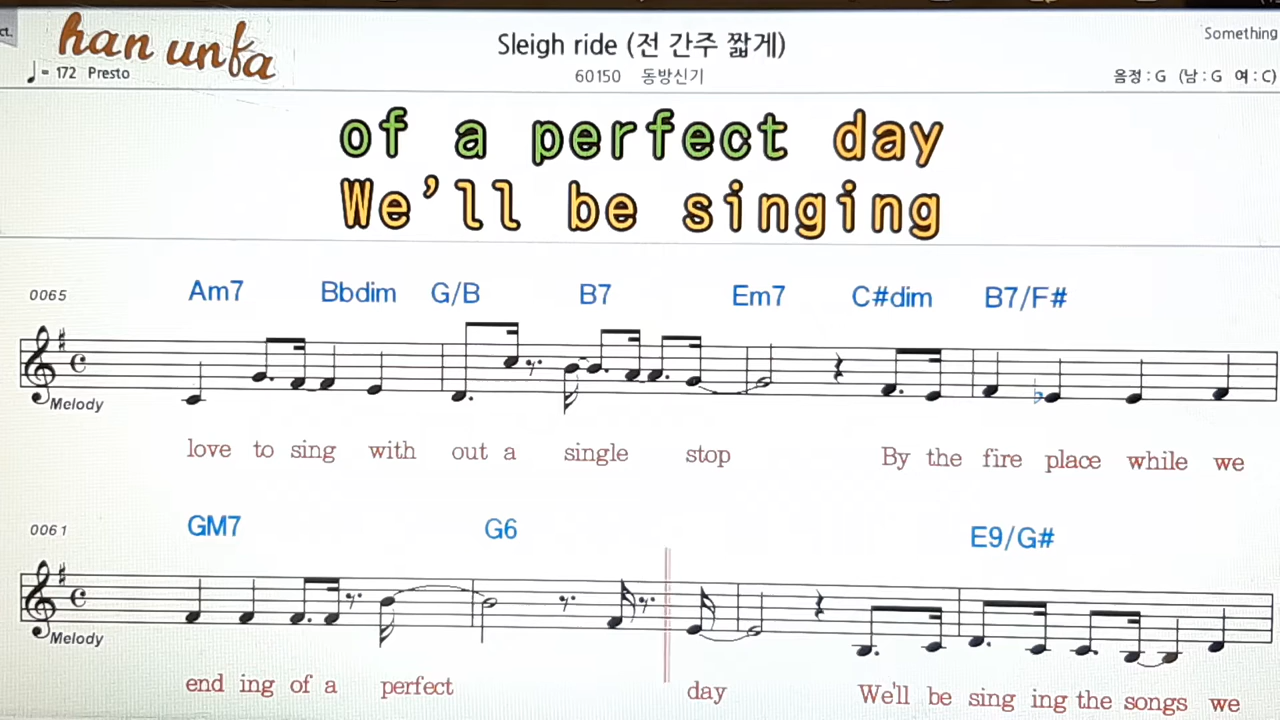 ct.
han unfa
Sleigh ride (전 간주 짧게)
Something
♩= 172 Presto
60150 동방신기
음정 : G (남 : G 여 : C)
of a perfect day
We'll be singing
0065
Am7 Bbdim G/B B7 Em7 C#dim B7/F#
Melody
love to sing with out a single stop By the fire place while we
0061
GM7 G6 E9/G#
Melody
end ing of a perfect day We'll be sing ing the songs we